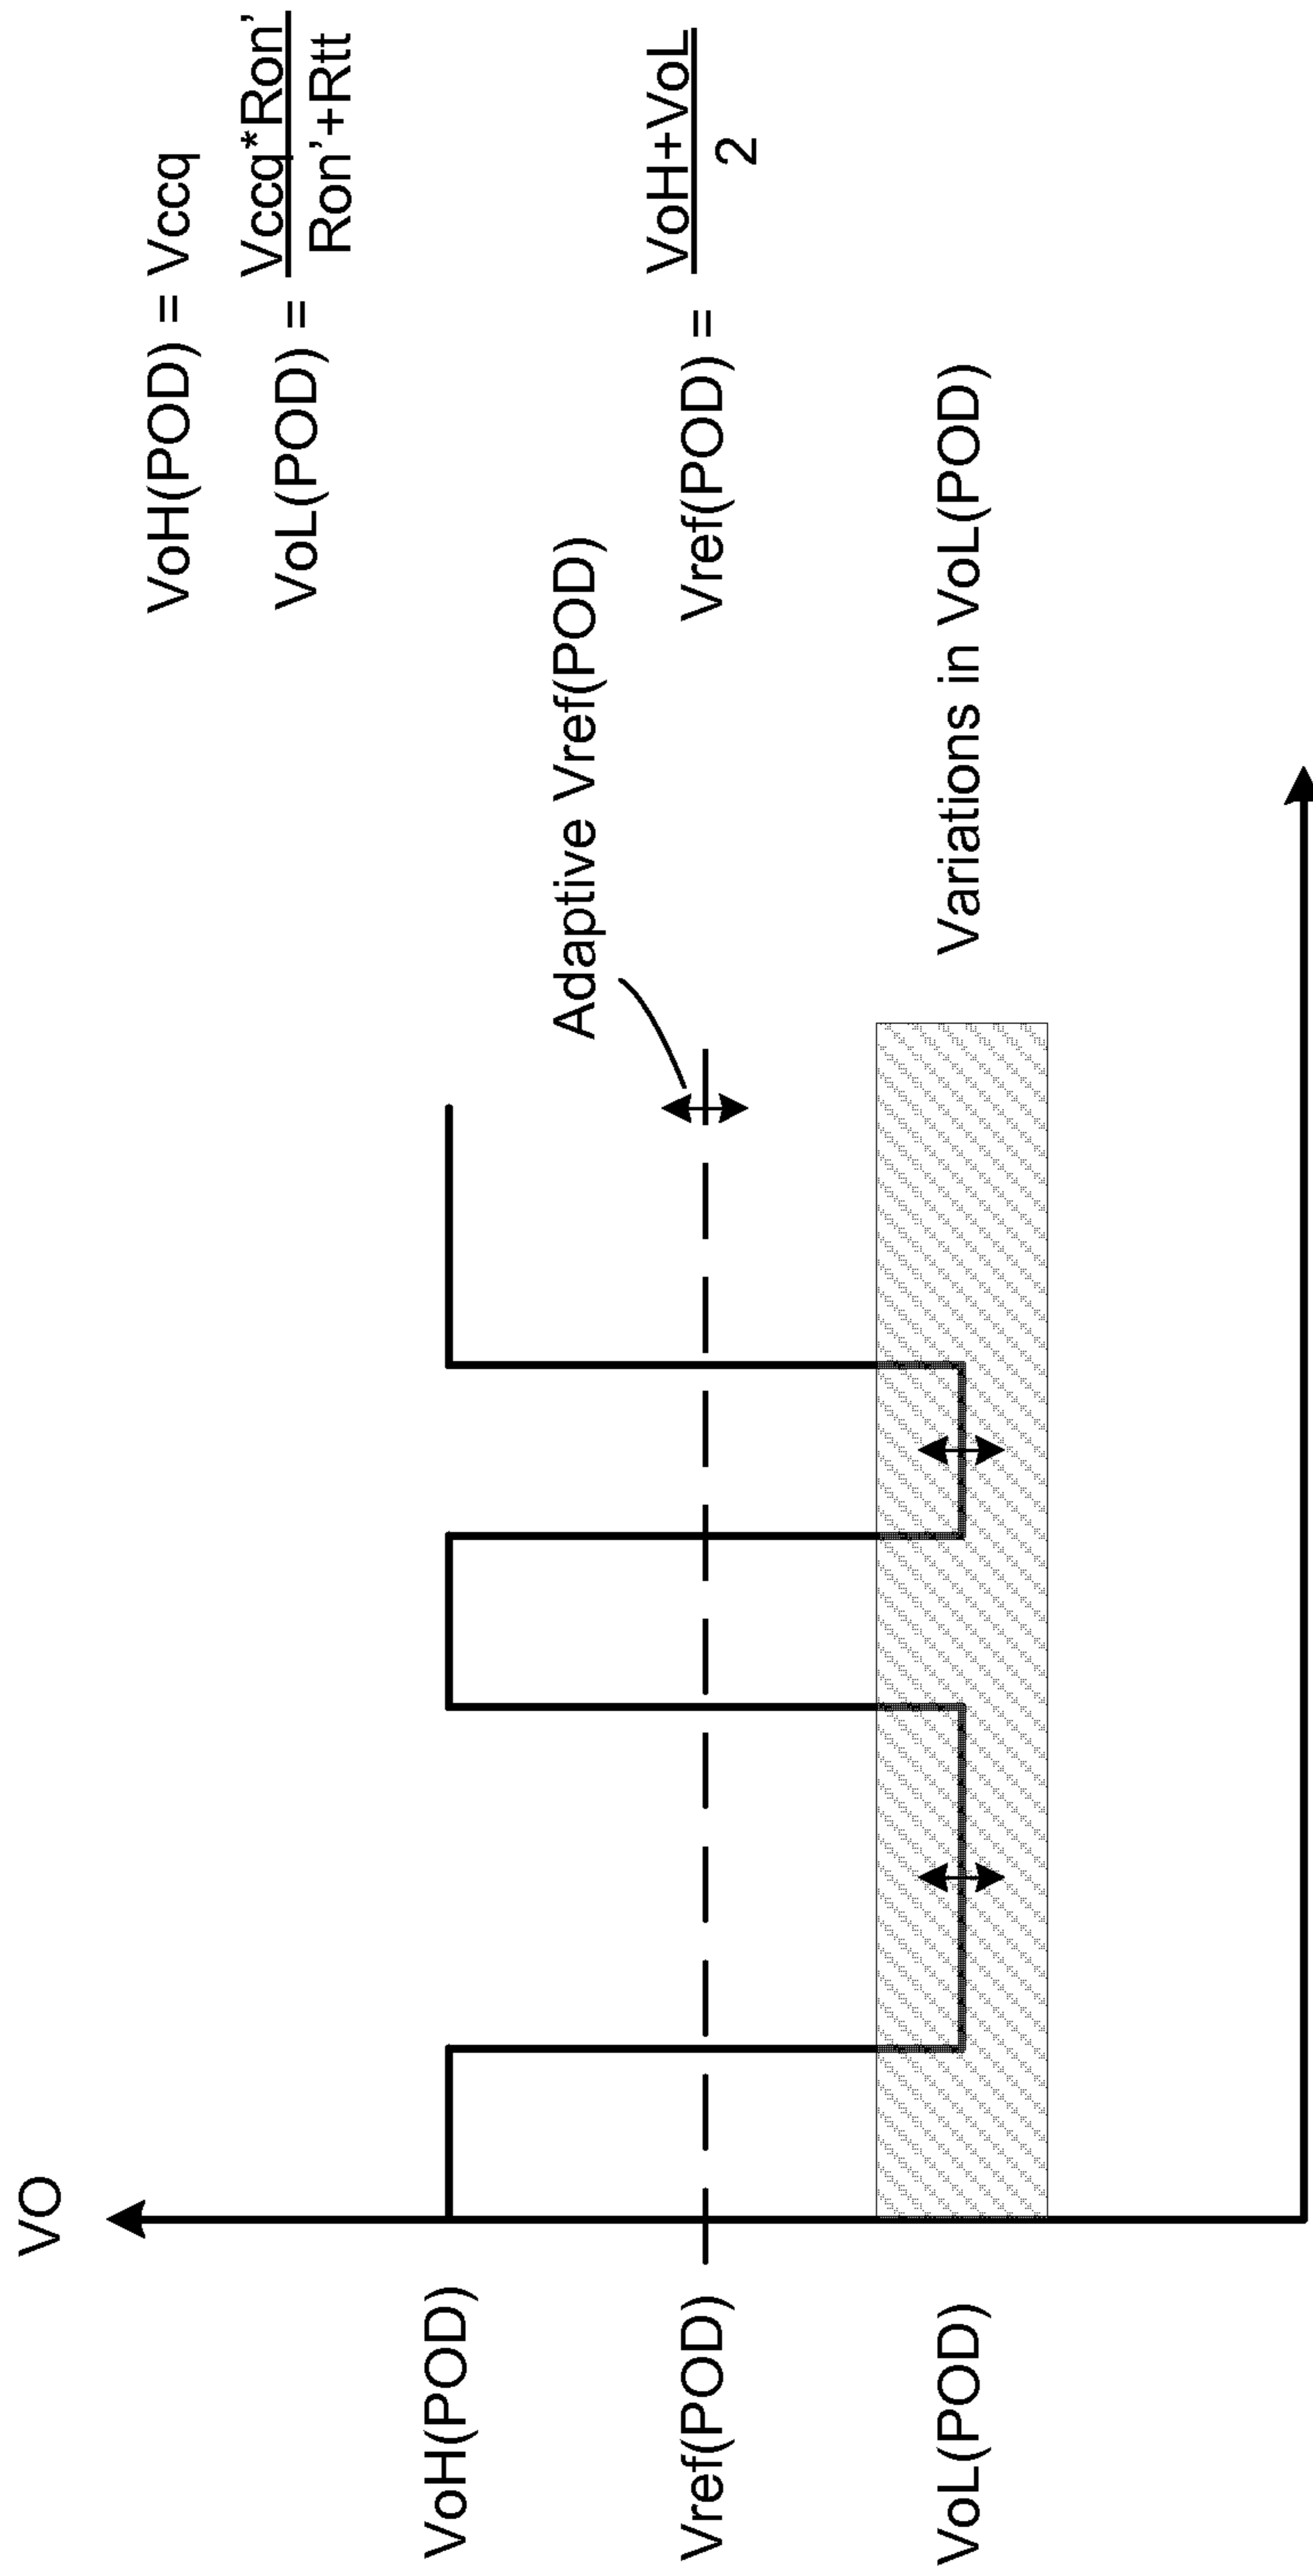 VO
VoH(POD) = Vccq
VoL(POD) = Vccq*Ron'
Ron'+Rtt
VoH(POD)
Adaptive Vref(POD)
Vref(POD)
Vref(POD) = VoH+VoL
2
VoL(POD)
Variations in VoL(POD)